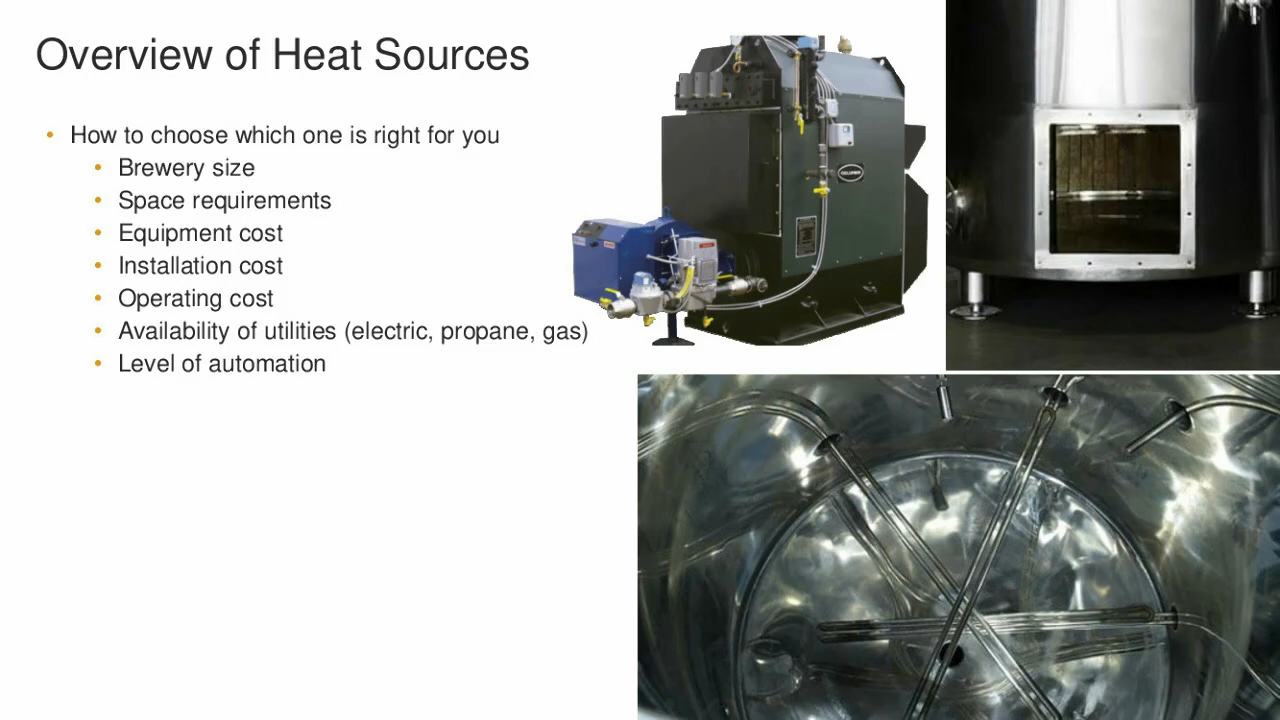 Overview of Heat Sources
• How to choose which one is right for you
• Brewery size
• Space requirements
• Equipment cost
• Installation cost
• Operating cost
• Availability of utilities (electric, propane, gas)
• Level of automation
COLUMBIA